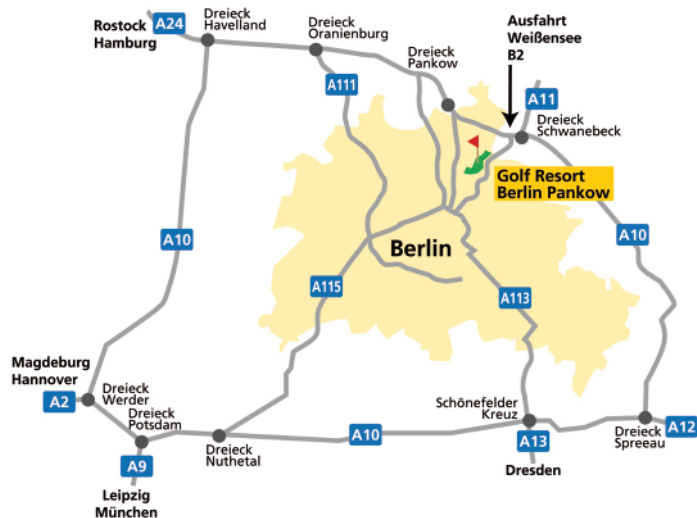 Rostock
Hamburg
A24
Dreieck
Havelland
Dreieck
Oranienburg
Dreieck
Pankow
Ausfahrt
Weißensee
B2
A111
A11
Dreieck
Schwanebeck
Golf Resort
Berlin Pankow
A10
Berlin
A10
A115
A113
Magdeburg
Hannover
A2
Dreieck
Werder
Dreieck
Potsdam
Schönefelder
Kreuz
A9
Dreieck
Nuthetal
A10
A13
Dreieck
Spreeau
A12
Leipzig
München
Dresden